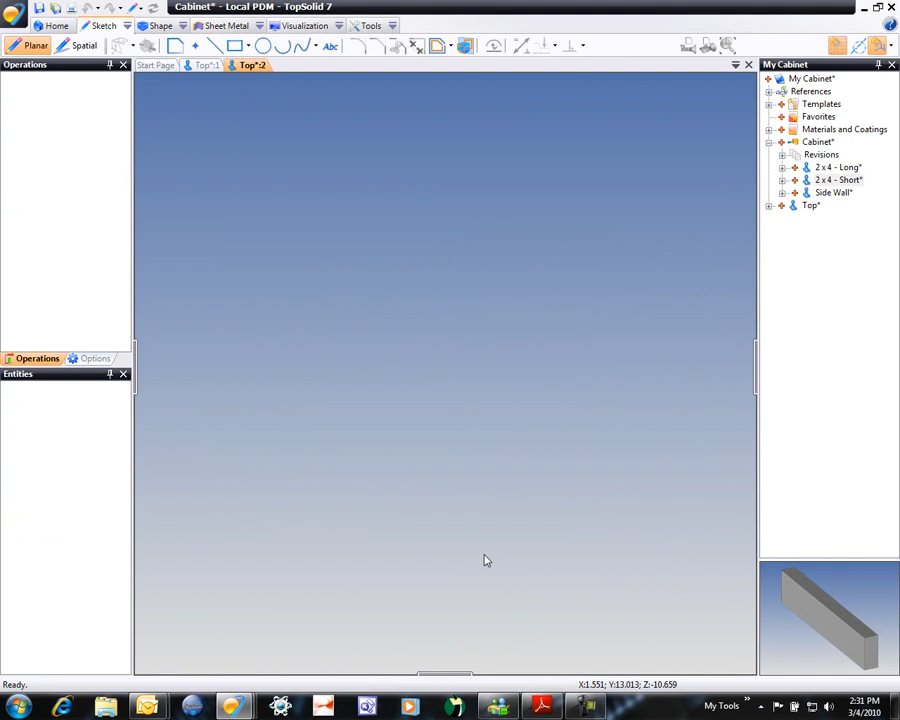 Cabinet* - Local PDM - TopSolid 7
Home Sketch Shape Sheet Metal Visualization Tools
Planar Spatial Abc
Operations
Start Page Top*:1 Top*:2
My Cabinet
My Cabinet*
References
Templates
Favorites
Materials and Coatings
Cabinet*
Revisions
2 x 4 - Long*
2 x 4 - Short*
Side Wall*
Top*
Operations Options
Entities
Ready. X:1.551; Y:13.013; Z:-10.659
My Tools 2:31 PM
3/4/2010